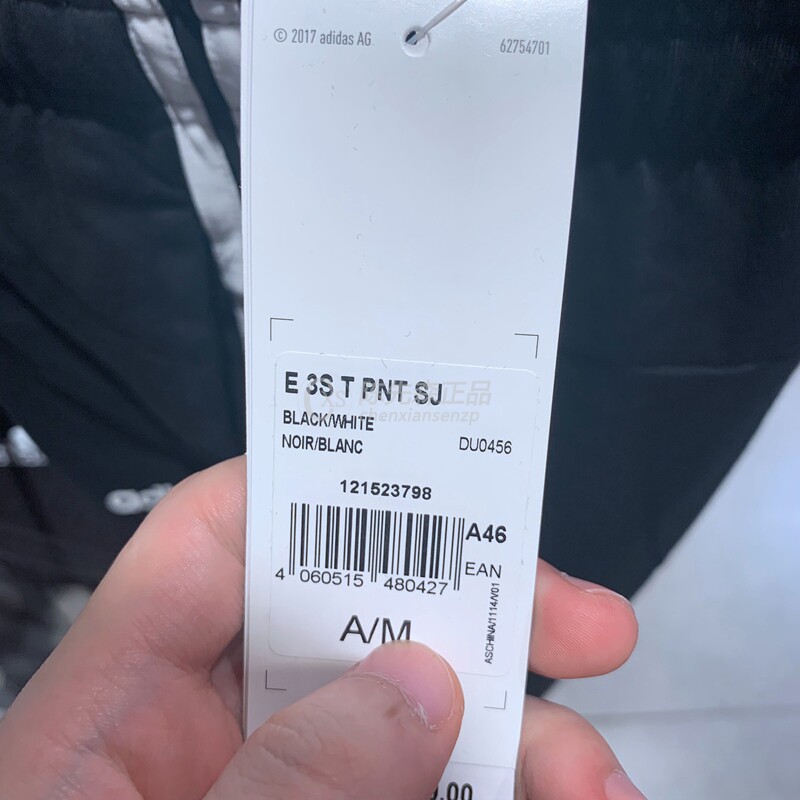 © 2017 adidas AG
62754701
E 3S T PNT SJ
BLACK/WHITE
NOIR/BLANC
DU0456
chenxiansenzp
121523798
A46
4 060515 480427
EAN
A/M
ASCHINA/1114/V01